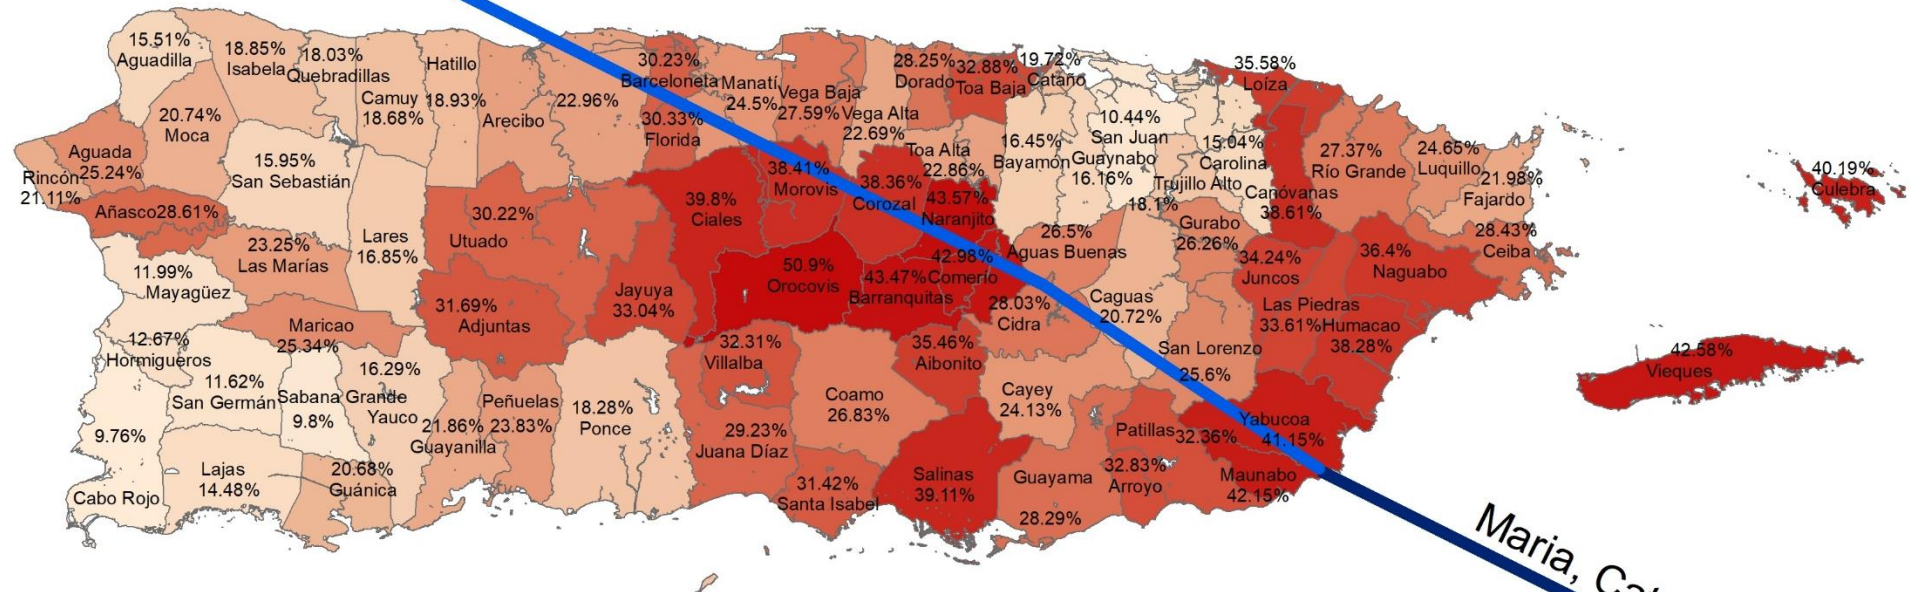 15.51%
Aguadilla
18.85%
Isabela
18.03%
Quebradillas
Camuy
18.68%
Hatillo
18.93%
Arecibo
22.96%
30.23%
Barceloneta
30.33%
Florida
Manatí
24.5%
Vega Baja
27.59%
Vega Alta
22.69%
28.25%
Dorado
32.88%
Toa Baja
19.72%
Cataño
Toa Alta
22.86%
16.45%
Bayamón
10.44%
San Juan
Guaynabo
16.16%
15.04%
Carolina
Trujillo Alto
18.1%
35.58%
Loíza
Canóvanas
38.61%
27.37%
Río Grande
24.65%
Luquillo
21.98%
Fajardo
28.43%
Ceiba
40.19%
Culebra
20.74%
Moca
Aguada
25.24%
Rincón
21.11%
Añasco 28.61%
15.95%
San Sebastián
23.25%
Las Marías
Lares
16.85%
30.22%
Utuado
39.8%
Ciales
38.41%
Morovis
38.36%
Corozal
43.57%
Naranjito
26.5%
Aguas Buenas
Gurabo
26.26%
34.24%
Juncos
36.4%
Naguabo
11.99%
Mayagüez
Maricao
25.34%
31.69%
Adjuntas
Jayuya
33.04%
50.9%
Orocovis
43.47%
Barranquitas
42.98%
Comerío
28.03%
Cidra
Caguas
20.72%
Las Piedras
33.61%
Humacao
38.28%
San Lorenzo
25.6%
12.67%
Hormigueros
11.62%
San Germán
Sabana Grande
9.8%
16.29%
Yauco
21.86%
Guayanilla
Peñuelas
23.83%
18.28%
Ponce
32.31%
Villalba
29.23%
Juana Díaz
Coamo
26.83%
35.46%
Aibonito
Cayey
24.13%
42.58%
Vieques
9.76%
Cabo Rojo
Lajas
14.48%
20.68%
Guánica
31.42%
Santa Isabel
Salinas
39.11%
Guayama
28.29%
32.83%
Arroyo
Patillas 32.36%
Yabucoa
41.15%
Maunabo
42.15%
Maria,